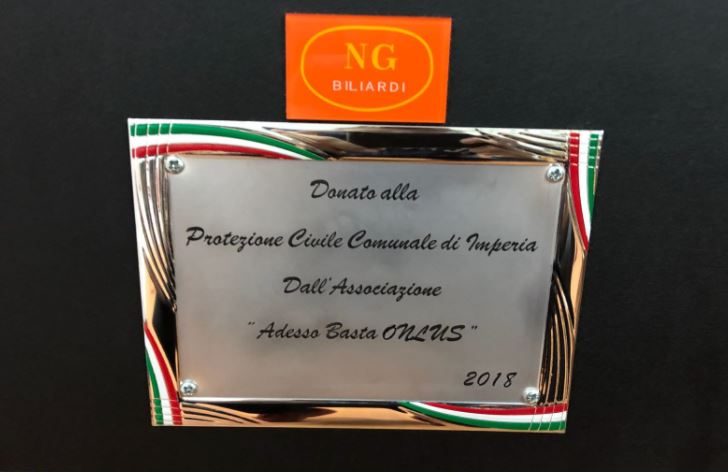 NG
BILIARDI
Donato alla
Protezione Civile Comunale di Imperia
Dall'Associazione
"Adesso Basta ONLUS"
2018